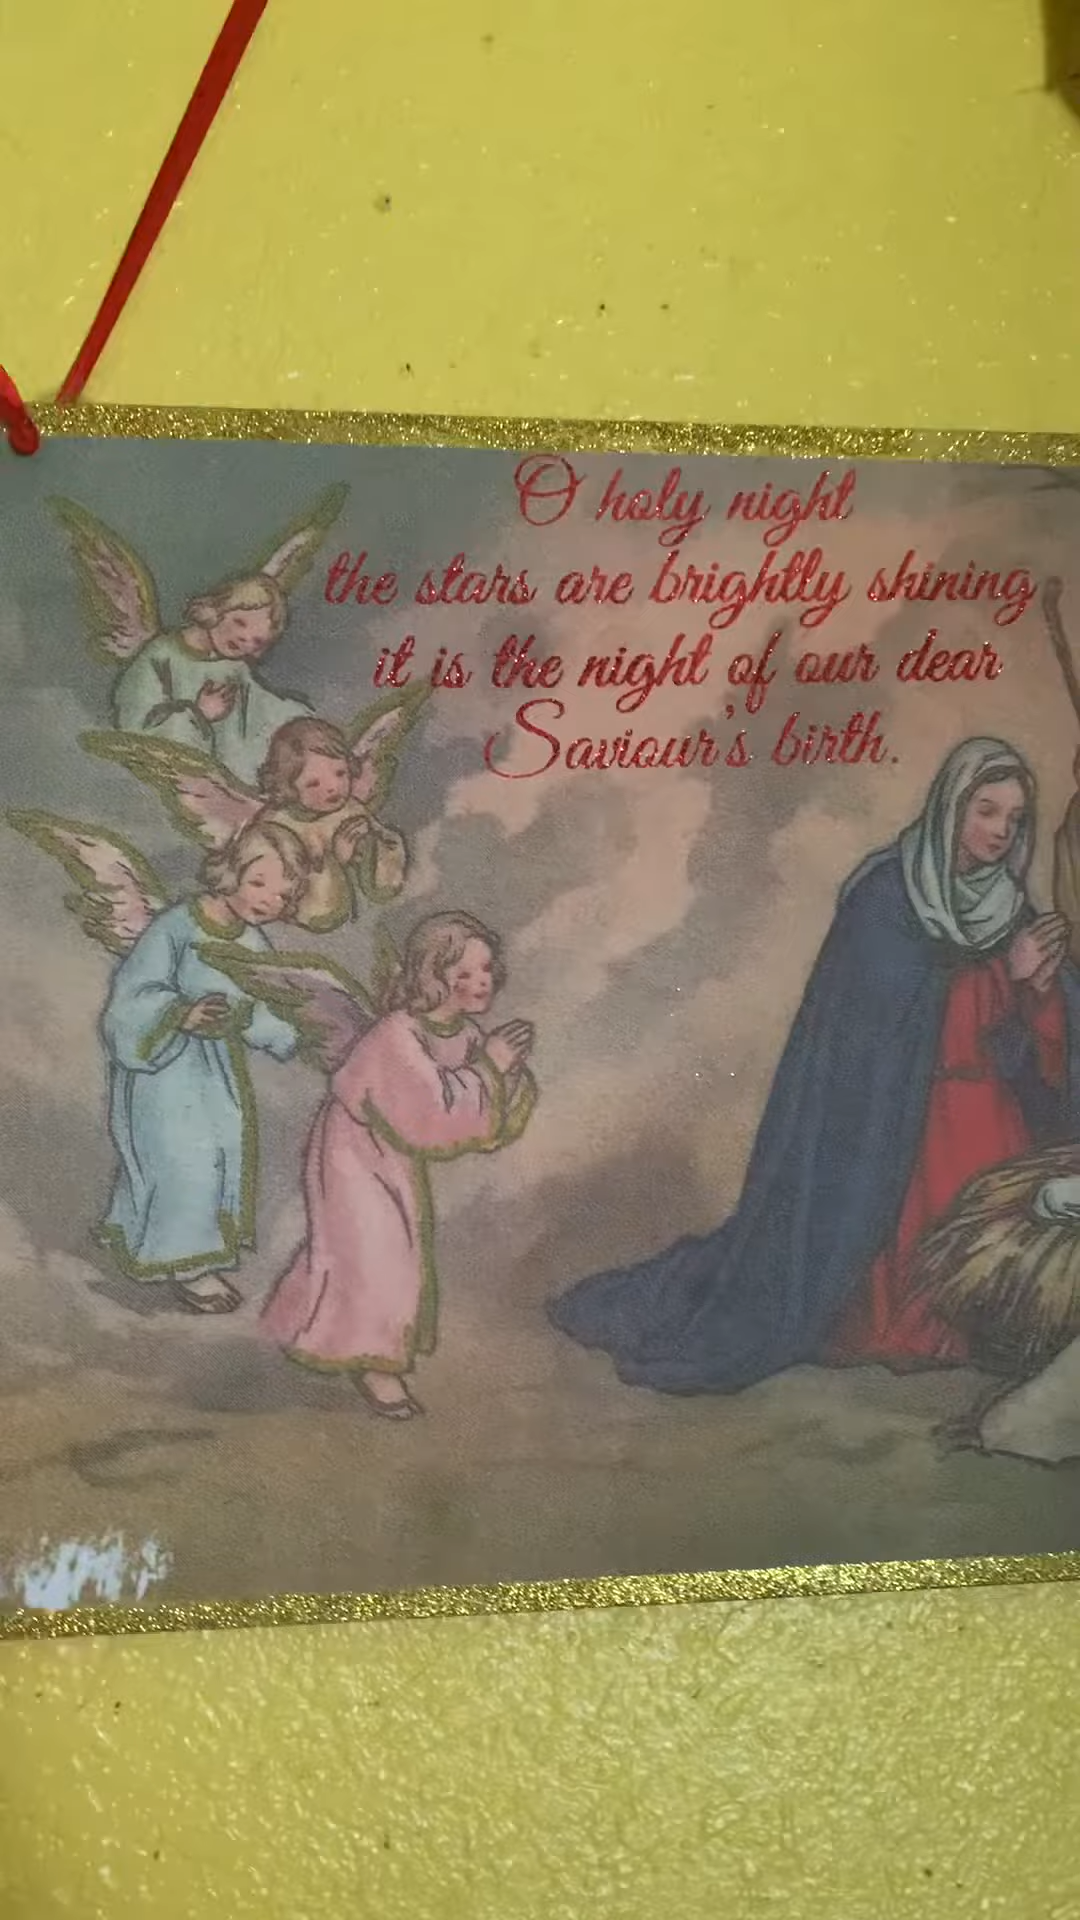 O holy night
the stars are brightly shining
it is the night of our dear
Saviour's birth.